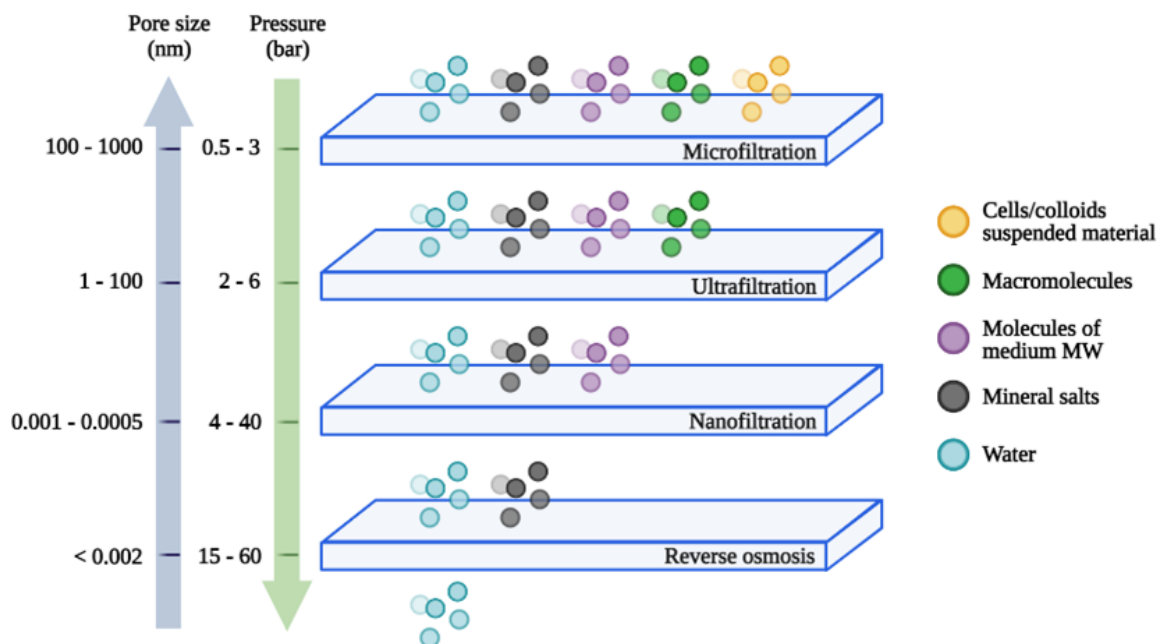 Pore size
(nm)
Pressure
(bar)
100 - 1000
0.5 - 3
Microfiltration
1 - 100
2 - 6
Ultrafiltration
0.001 - 0.0005
4 - 40
Nanofiltration
< 0.002
15 - 60
Reverse osmosis
Cells/colloids
suspended material
Macromolecules
Molecules of
medium MW
Mineral salts
Water